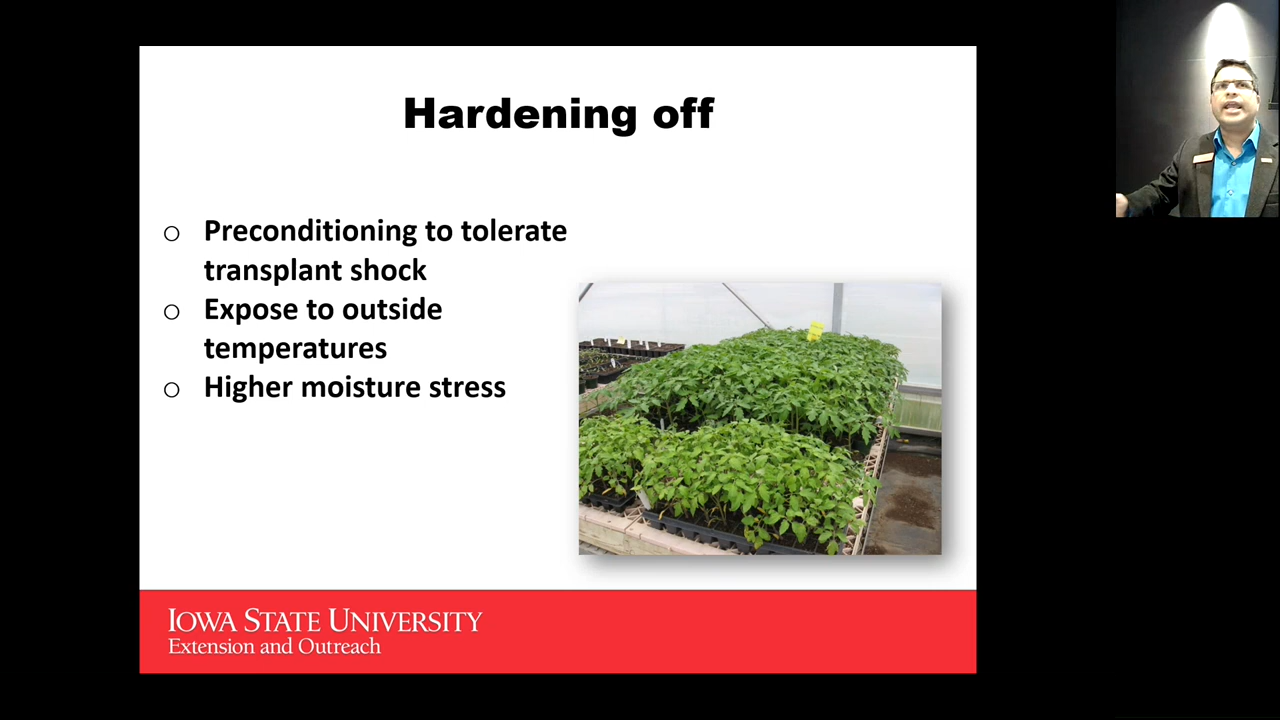 Hardening off
o Preconditioning to tolerate
transplant shock
o Expose to outside
temperatures
o Higher moisture stress
IOWA STATE UNIVERSITY
Extension and Outreach